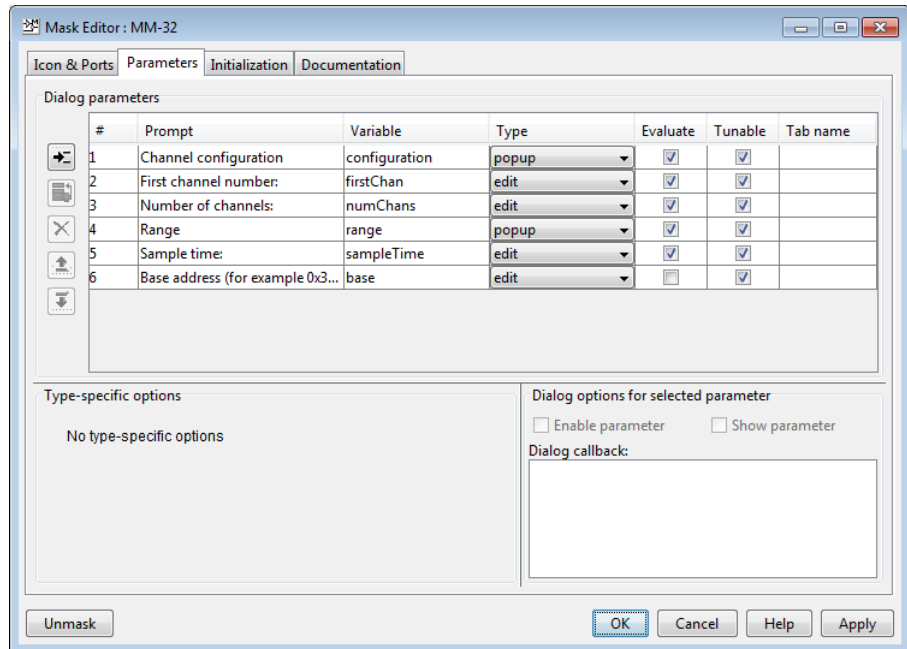 Mask Editor : MM-32
Icon & Ports Parameters Initialization Documentation
Dialog parameters
# Prompt Variable Type Evaluate Tunable Tab name
1 Channel configuration configuration popup
2 First channel number: firstChan edit
3 Number of channels: numChans edit
4 Range range popup
5 Sample time: sampleTime edit
6 Base address (for example 0x3... base edit
Type-specific options
No type-specific options
Dialog options for selected parameter
Enable parameter Show parameter
Dialog callback:
Unmask OK Cancel Help Apply